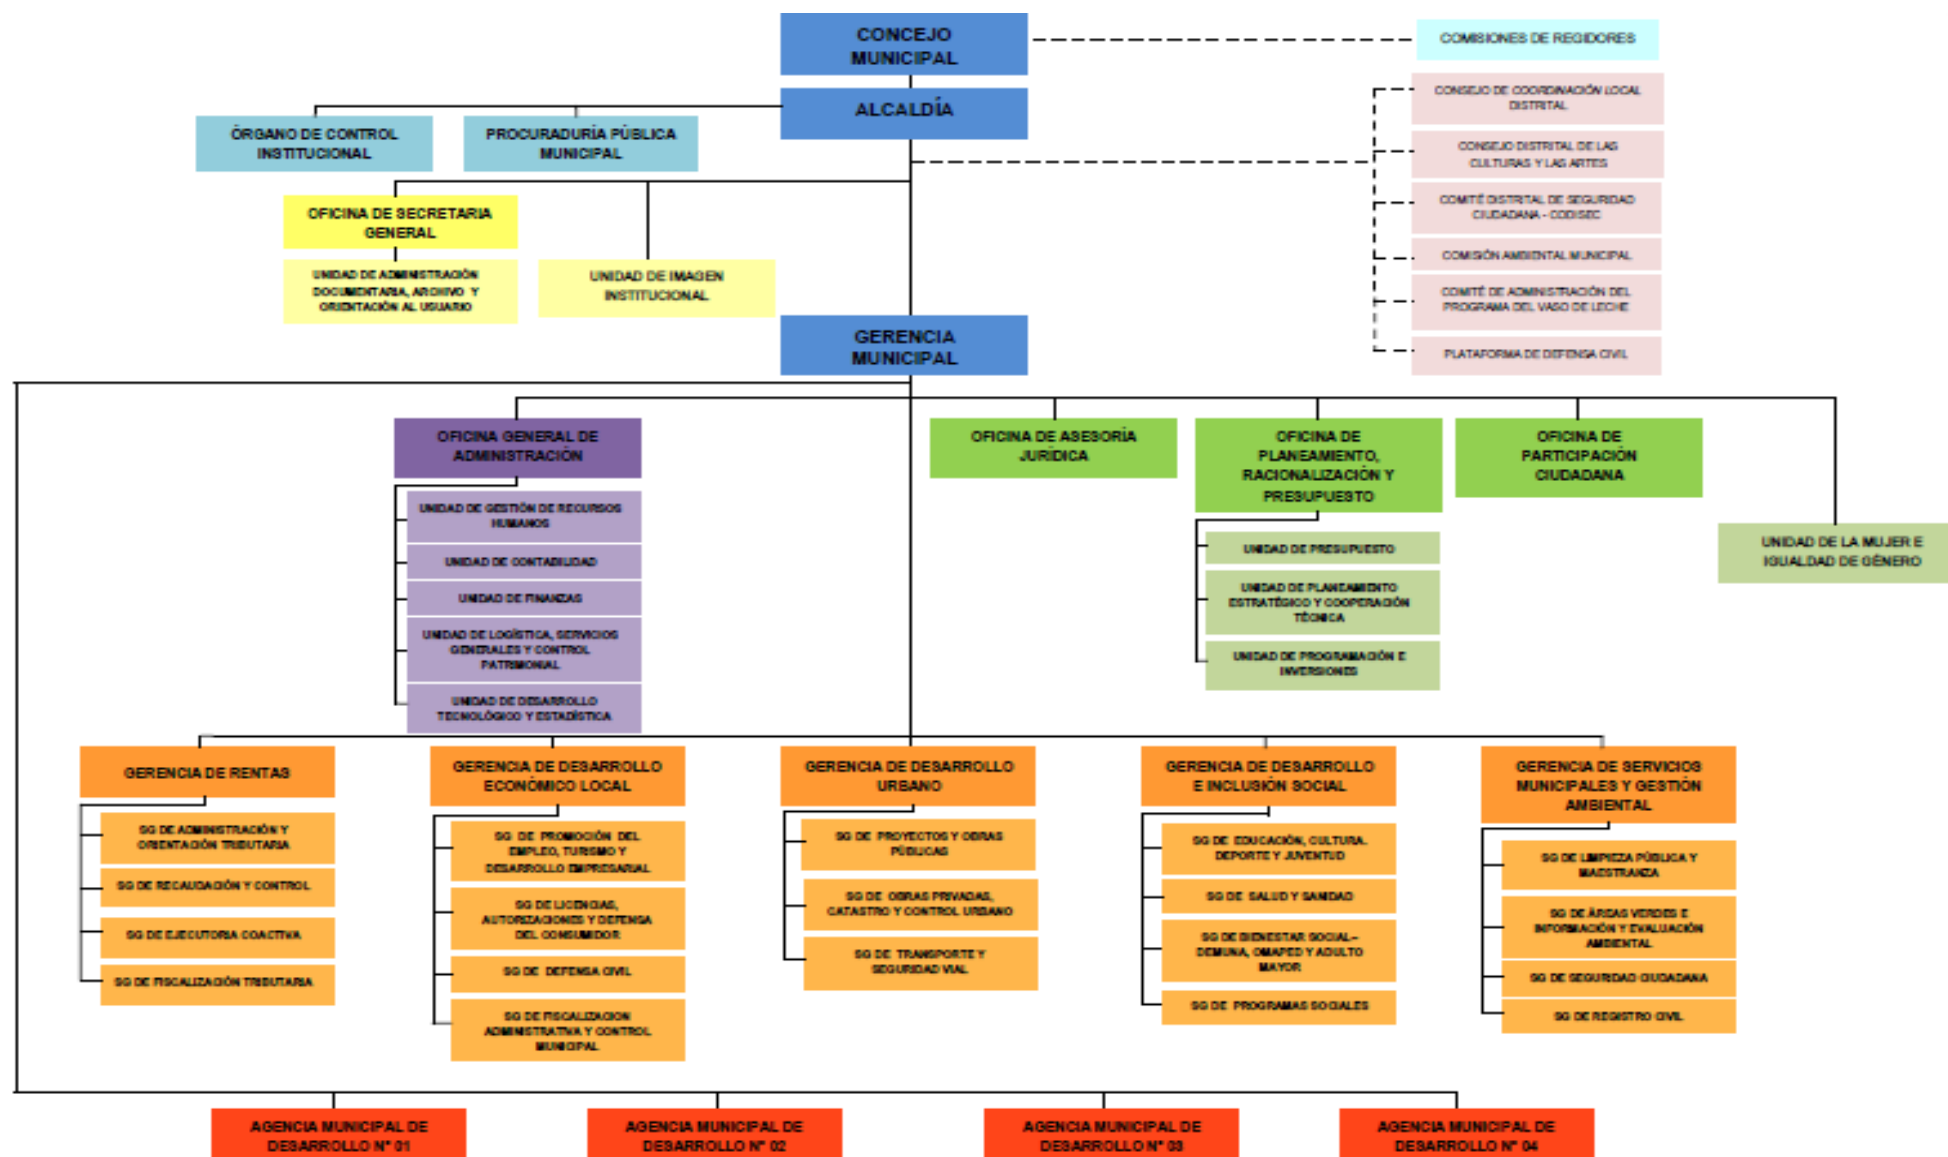 CONCEJO
MUNICIPAL
COMISIONES DE REGIDORES
ALCALDÍA
CONSEJO DE COORDINACIÓN LOCAL
DISTRITAL
CONSEJO DISTRITAL DE LAS
CULTURAS Y LAS ARTES
COMITÉ DISTRITAL DE SEGURIDAD
CIUDADANA - CODISEC
COMISIÓN AMBIENTAL MUNICIPAL
COMITÉ DE ADMINISTRACIÓN DEL
PROGRAMA DEL VASO DE LECHE
PLATAFORMA DE DEFENSA CIVIL
ÓRGANO DE CONTROL
INSTITUCIONAL
PROCURADURÍA PÚBLICA
MUNICIPAL
OFICINA DE SECRETARIA
GENERAL
UNIDAD DE ADMINISTRACIÓN
DOCUMENTARIA, ARCHIVO Y
ORIENTACIÓN AL USUARIO
UNIDAD DE IMAGEN
INSTITUCIONAL
GERENCIA
MUNICIPAL
OFICINA GENERAL DE
ADMINISTRACIÓN
UNIDAD DE GESTIÓN DE RECURSOS
HUMANOS
UNIDAD DE CONTABILIDAD
UNIDAD DE FINANZAS
UNIDAD DE LOGÍSTICA, SERVICIOS
GENERALES Y CONTROL
PATRIMONIAL
UNIDAD DE DESARROLLO
TECNOLÓGICO Y ESTADÍSTICA
OFICINA DE ASESORÍA
JURÍDICA
OFICINA DE
PLANEAMIENTO,
RACIONALIZACIÓN Y
PRESUPUESTO
UNIDAD DE PRESUPUESTO
UNIDAD DE PLANEAMIENTO
ESTRATÉGICO Y COOPERACIÓN
TÉCNICA
UNIDAD DE PROGRAMACIÓN E
INVERSIONES
OFICINA DE
PARTICIPACIÓN
CIUDADANA
UNIDAD DE LA MUJER E
IGUALDAD DE GÉNERO
GERENCIA DE RENTAS
SG DE ADMINISTRACIÓN Y
ORIENTACIÓN TRIBUTARIA
SG DE RECAUDACIÓN Y CONTROL
SG DE EJECUTORIA COACTIVA
SG DE FISCALIZACIÓN TRIBUTARIA
GERENCIA DE DESARROLLO
ECONÓMICO LOCAL
SG DE PROMOCIÓN DEL
EMPLEO, TURISMO Y
DESARROLLO EMPRESARIAL
SG DE LICENCIAS,
AUTORIZACIONES Y DEFENSA
DEL CONSUMIDOR
SG DE DEFENSA CIVIL
SG DE FISCALIZACION
ADMINISTRATIVA Y CONTROL
MUNICIPAL
GERENCIA DE DESARROLLO
URBANO
SG DE PROYECTOS Y OBRAS
PÚBLICAS
SG DE OBRAS PRIVADAS,
CATASTRO Y CONTROL URBANO
SG DE TRANSPORTE Y
SEGURIDAD VIAL
GERENCIA DE DESARROLLO
E INCLUSIÓN SOCIAL
SG DE EDUCACIÓN, CULTURA.
DEPORTE Y JUVENTUD
SG DE SALUD Y SANIDAD
SG DE BIENESTAR SOCIAL–
DEMUNA, OMAPED Y ADULTO
MAYOR
SG DE PROGRAMAS SOCIALES
GERENCIA DE SERVICIOS
MUNICIPALES Y GESTIÓN
AMBIENTAL
SG DE LIMPIEZA PÚBLICA Y
MAESTRANZA
SG DE ÁREAS VERDES E
INFORMACIÓN Y EVALUACIÓN
AMBIENTAL
SG DE SEGURIDAD CIUDADANA
SG DE REGISTRO CIVIL
AGENCIA MUNICIPAL DE
DESARROLLO N° 01
AGENCIA MUNICIPAL DE
DESARROLLO N° 02
AGENCIA MUNICIPAL DE
DESARROLLO N° 03
AGENCIA MUNICIPAL DE
DESARROLLO N° 04